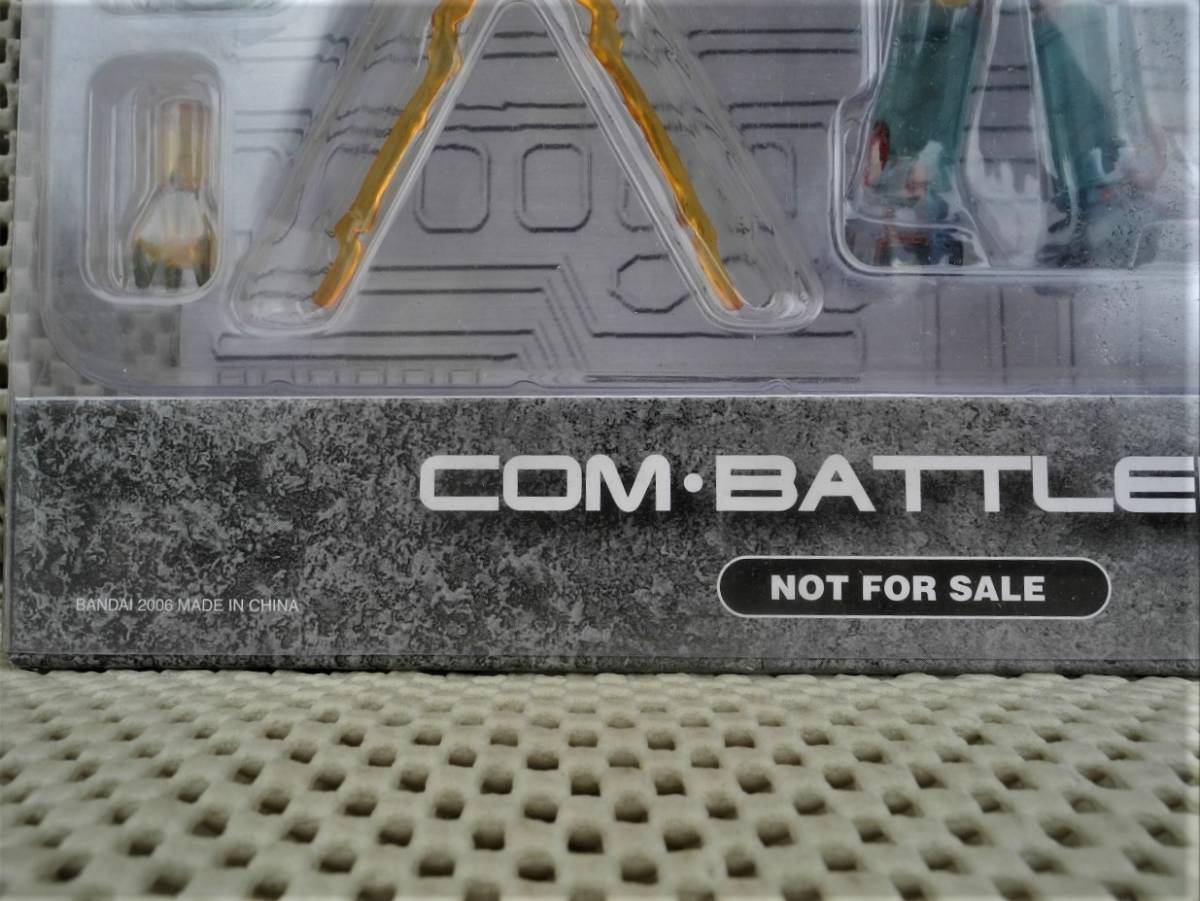 COM·BATTLE
NOT FOR SALE
BANDAI 2006 MADE IN CHINA